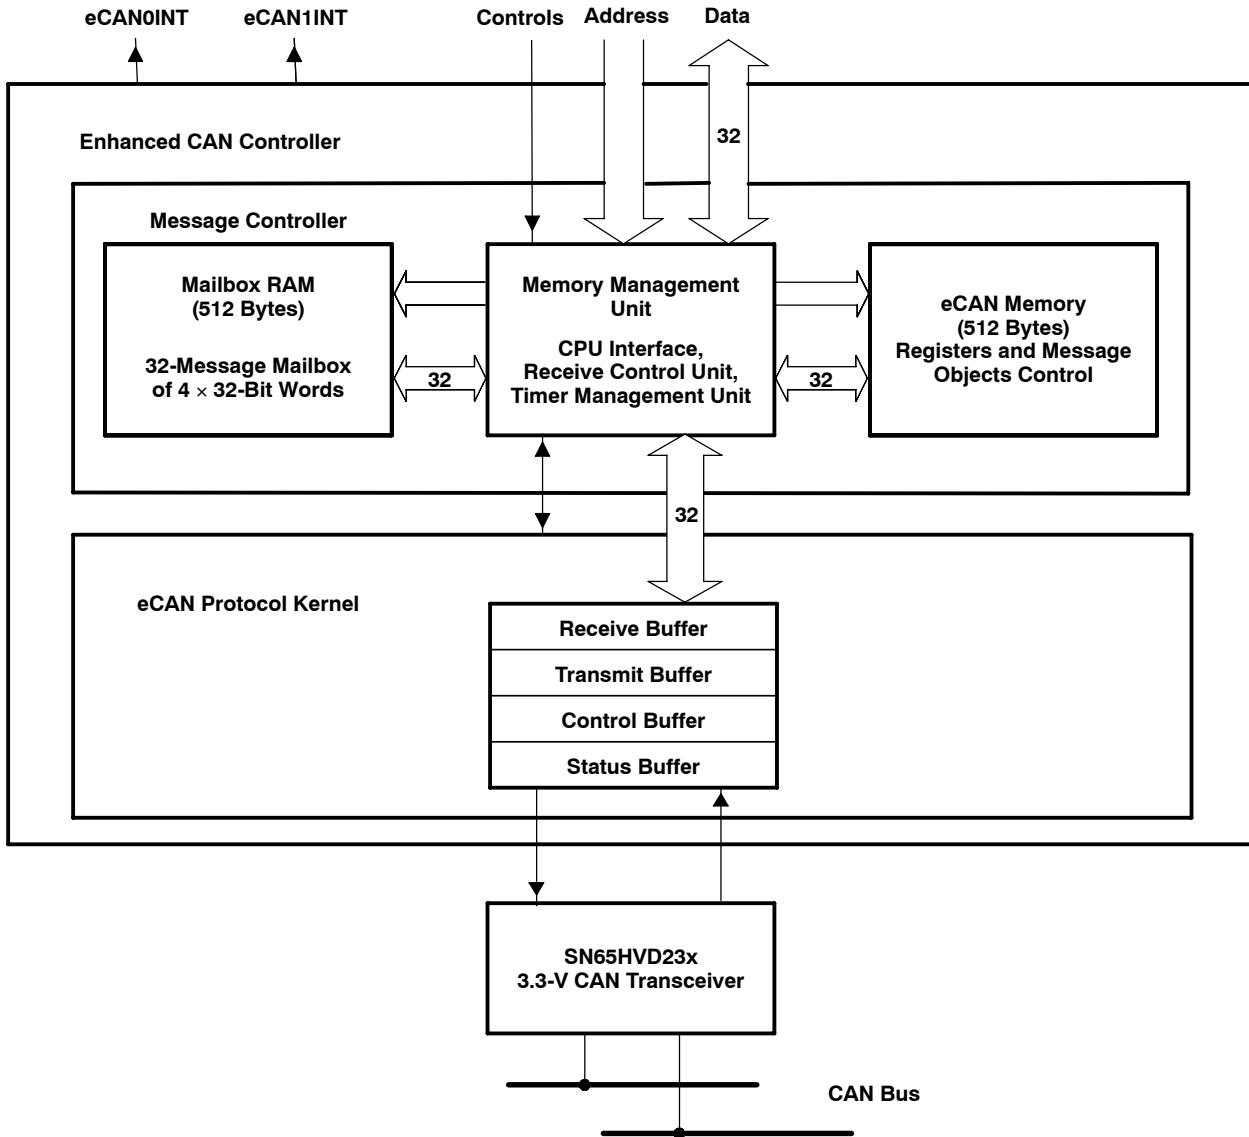 eCAN0INT
eCAN1INT
Controls
Address
Data
32
Enhanced CAN Controller
Message Controller
Mailbox RAM
(512 Bytes)
32-Message Mailbox
of 4 × 32-Bit Words
32
Memory Management
Unit
CPU Interface,
Receive Control Unit,
Timer Management Unit
32
eCAN Memory
(512 Bytes)
Registers and Message
Objects Control
32
eCAN Protocol Kernel
Receive Buffer
Transmit Buffer
Control Buffer
Status Buffer
SN65HVD23x
3.3-V CAN Transceiver
CAN Bus